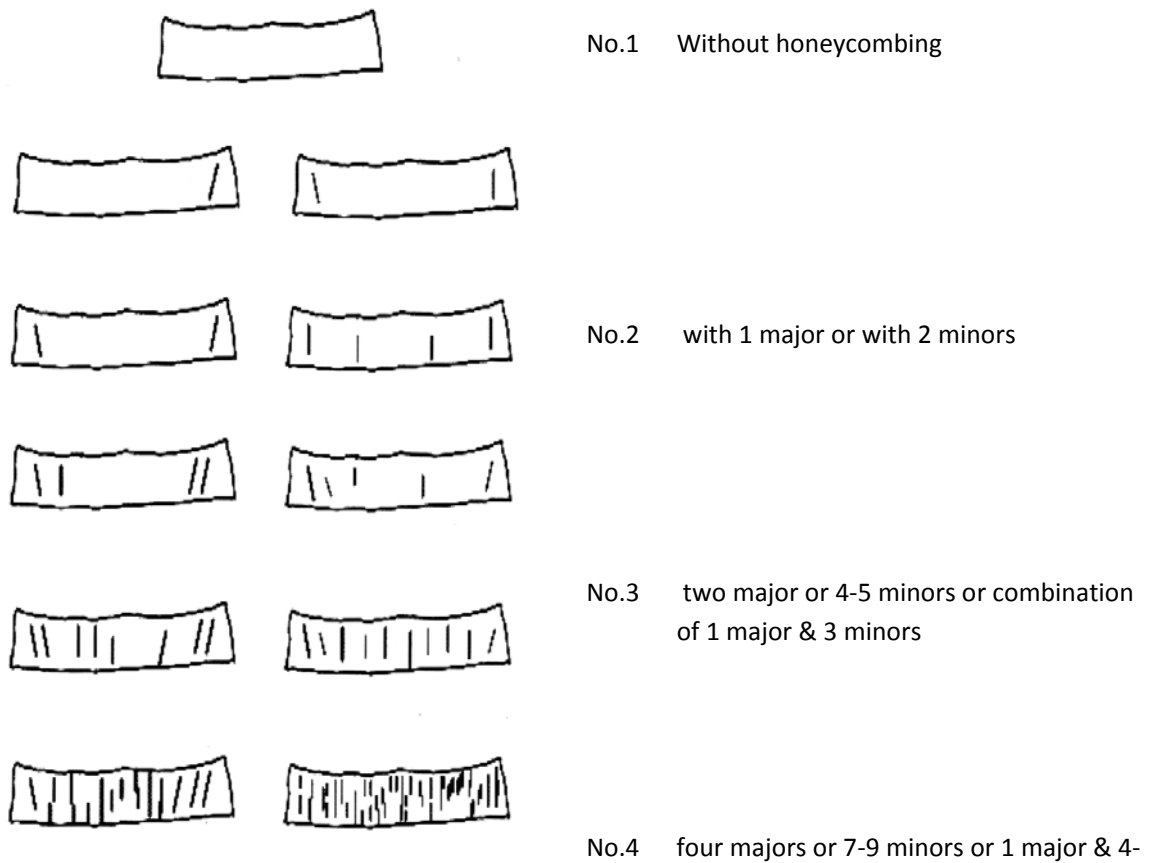 No.1 Without honeycombing
No.2 with 1 major or with 2 minors
No.3 two major or 4-5 minors or combination
of 1 major & 3 minors
No.4 four majors or 7-9 minors or 1 major & 4-